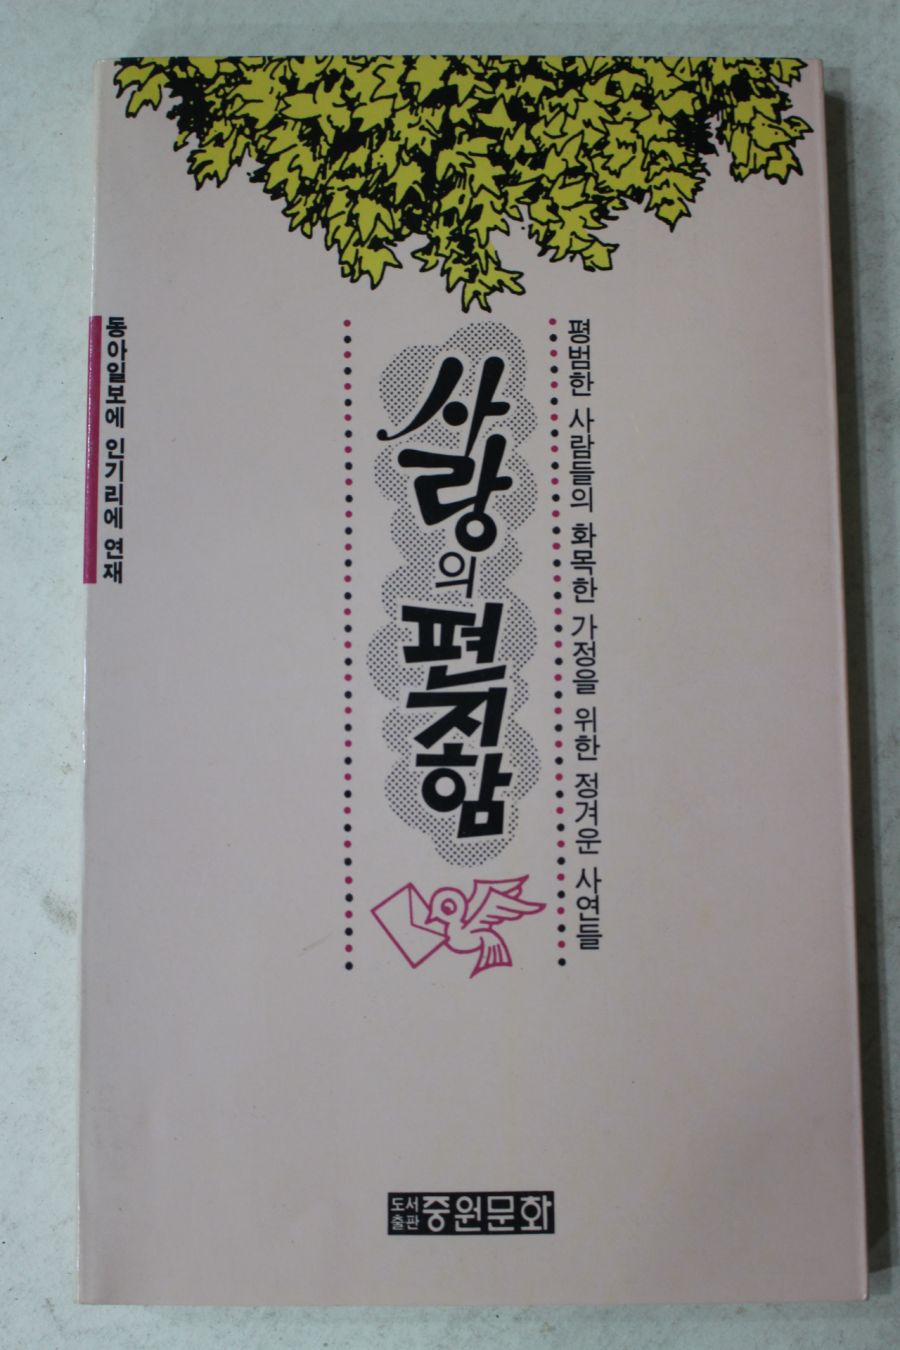 평범한 사람들의 화목한 가정을 위한 정겨운 사연들
사랑의 편지함
동아일보에 인기리에 연재
도서출판 중원문화